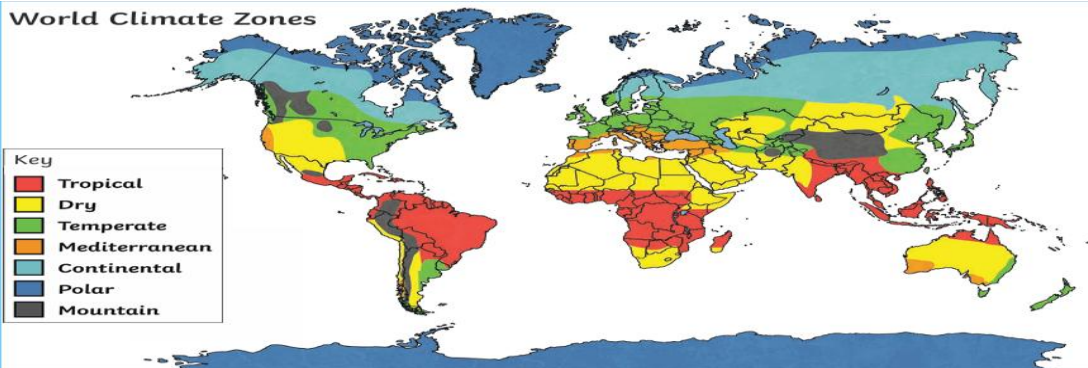 World Climate Zones
Key
Tropical
Dry
Temperate
Mediterranean
Continental
Polar
Mountain